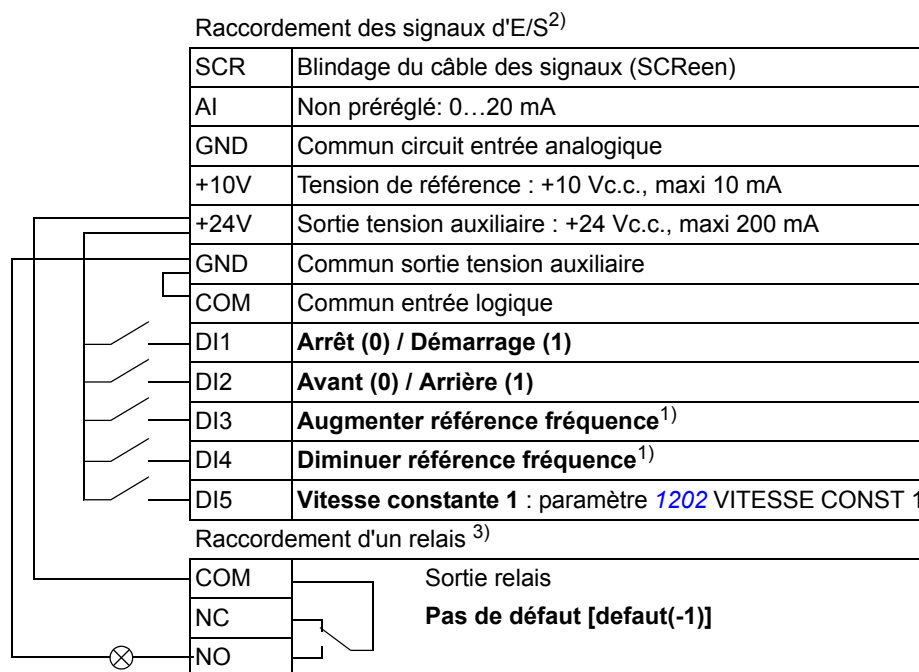 Raccordement des signaux d'E/S2)
SCR Blindage du câble des signaux (SCReen)
AI Non préréglé: 0…20 mA
GND Commun circuit entrée analogique
+10V Tension de référence : +10 Vc.c., maxi 10 mA
+24V Sortie tension auxiliaire : +24 Vc.c., maxi 200 mA
GND Commun sortie tension auxiliaire
COM Commun entrée logique
DI1 Arrêt (0) / Démarrage (1)
DI2 Avant (0) / Arrière (1)
DI3 Augmenter référence fréquence1)
DI4 Diminuer référence fréquence1)
DI5 Vitesse constante 1 : paramètre 1202 VITESSE CONST 1
Raccordement d'un relais 3)
COM Sortie relais
NC Pas de défaut [defaut(-1)]
NO